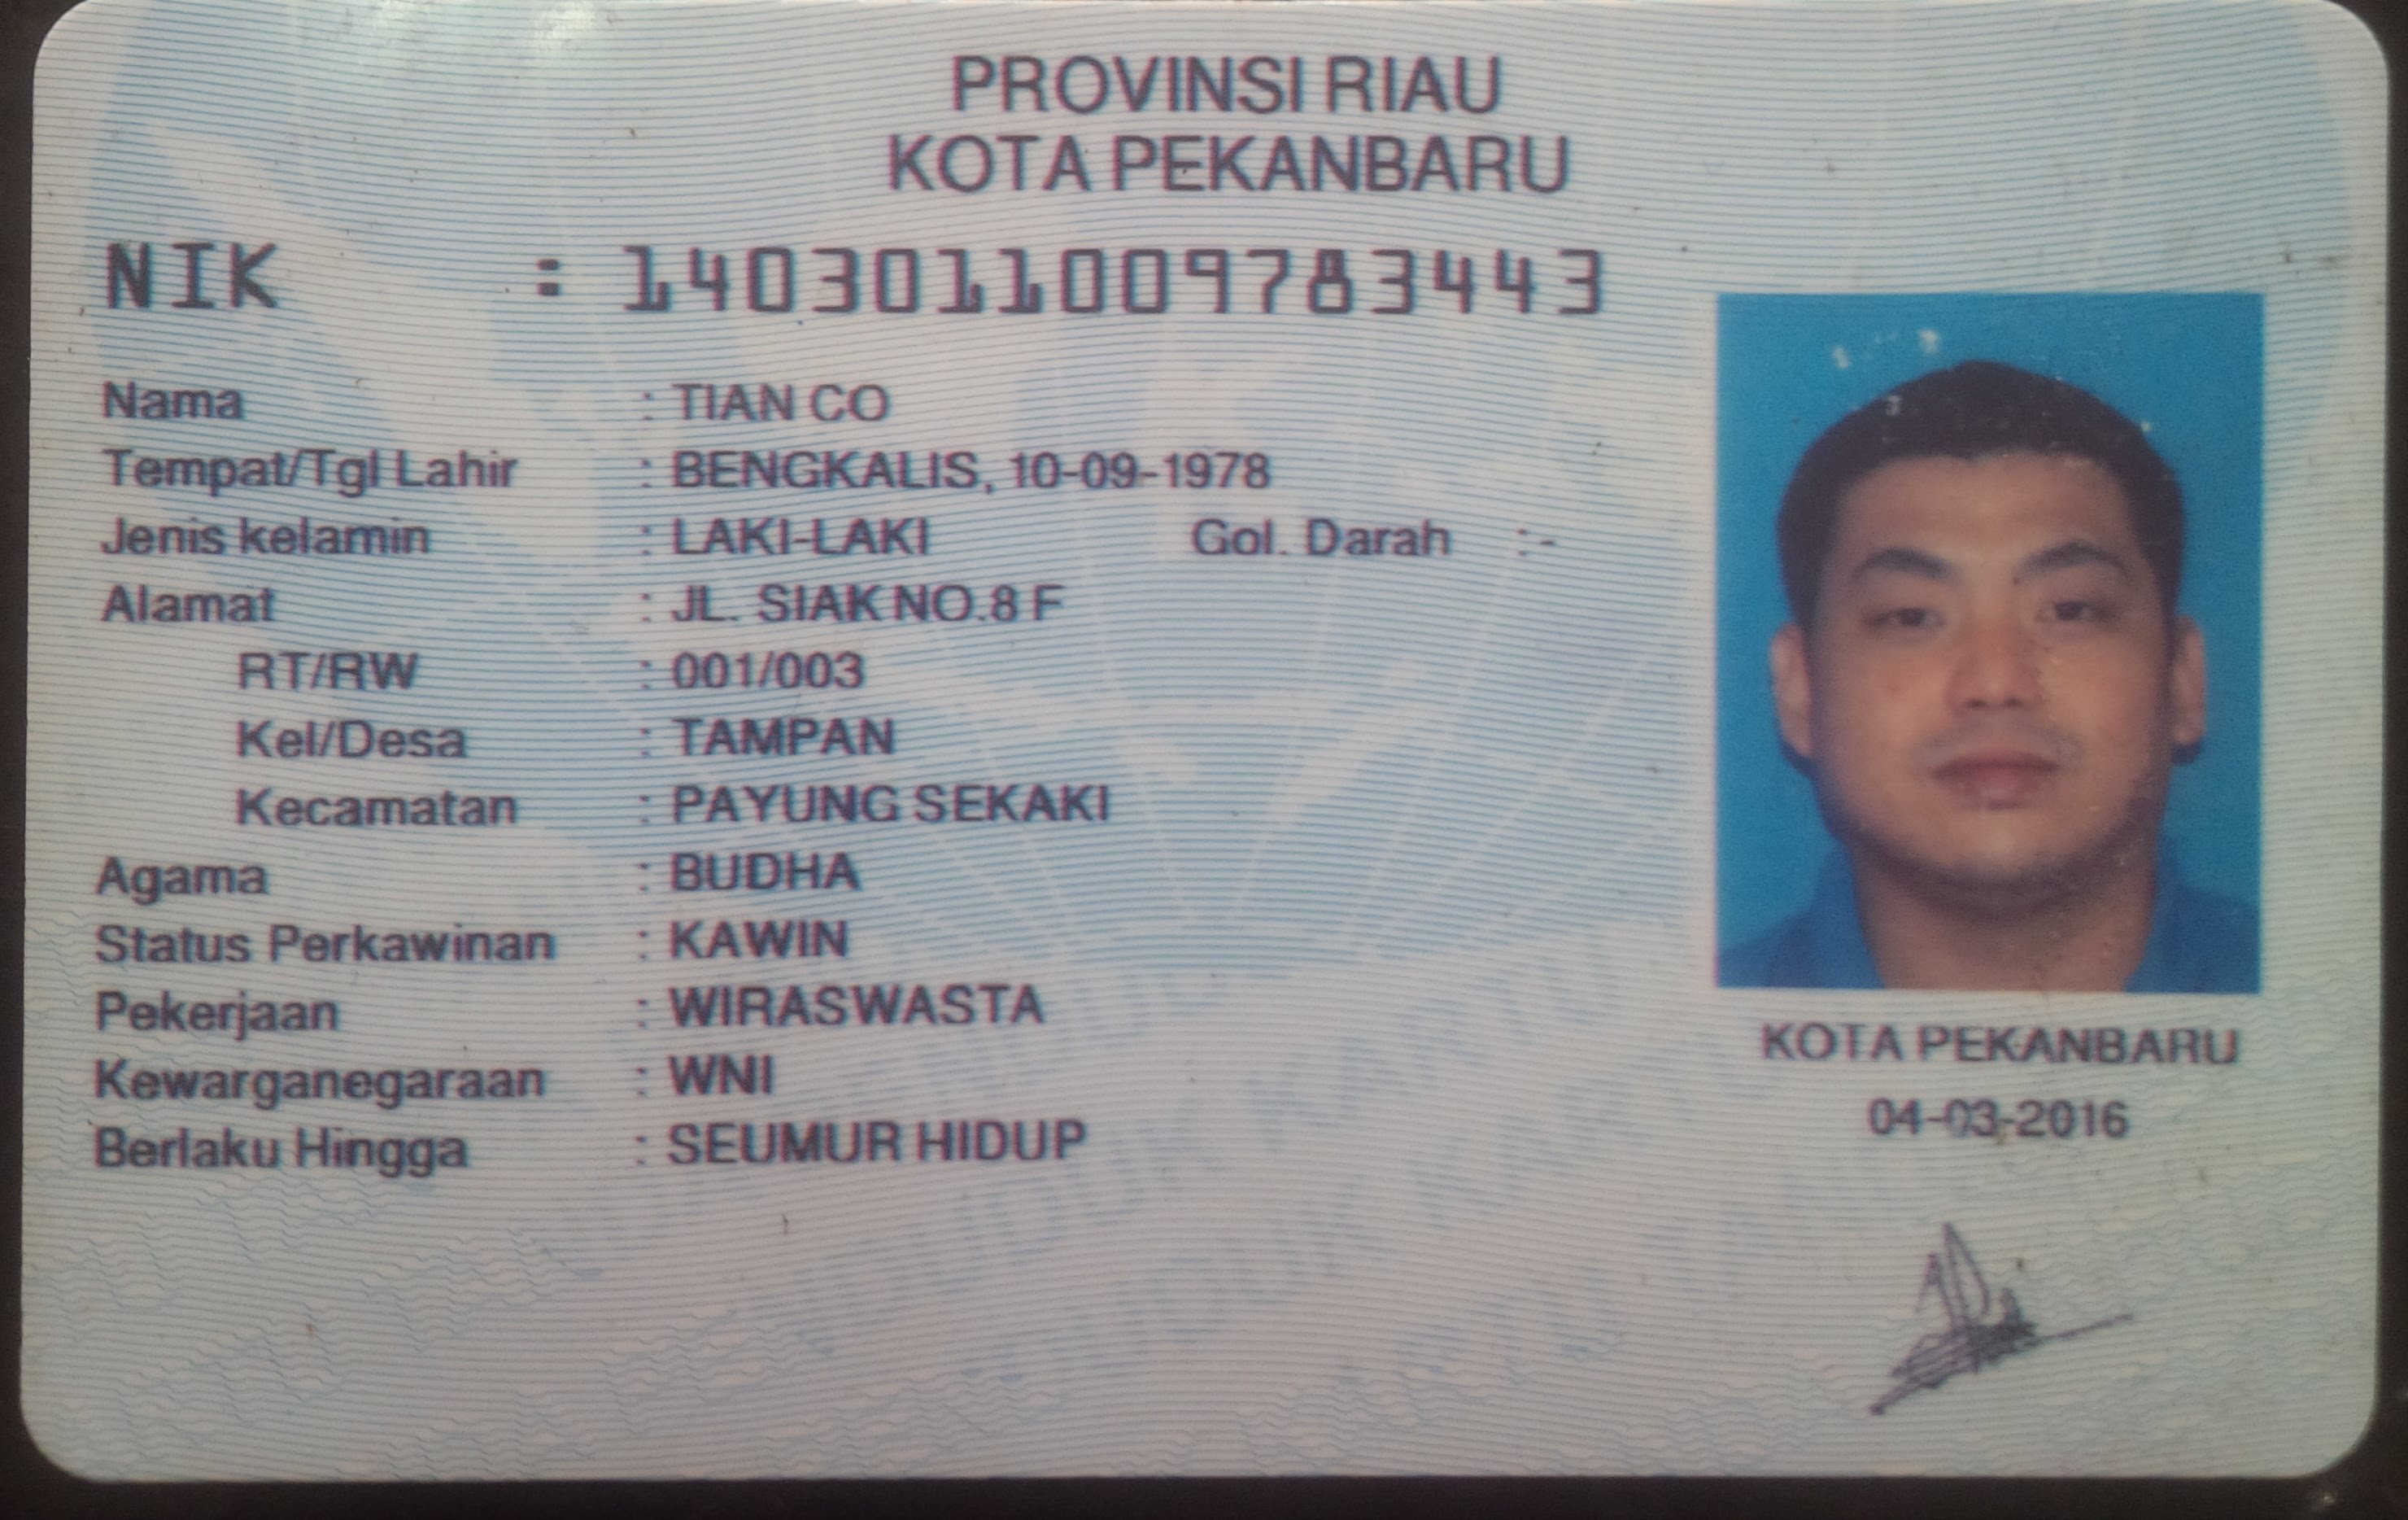 PROVINSI RIAU
KOTA PEKANBARU
NIK : 1403011009783443
Nama : TIAN CO
Tempat/Tgl Lahir : BENGKALIS, 10-09-1978
Jenis kelamin : LAKI-LAKI Gol. Darah :-
Alamat : JL. SIAK NO.8 F
RT/RW : 001/003
Kel/Desa : TAMPAN
Kecamatan : PAYUNG SEKAKI
Agama : BUDHA
Status Perkawinan : KAWIN
Pekerjaan : WIRASWASTA
Kewarganegaraan : WNI
Berlaku Hingga : SEUMUR HIDUP
KOTA PEKANBARU
04-03-2016